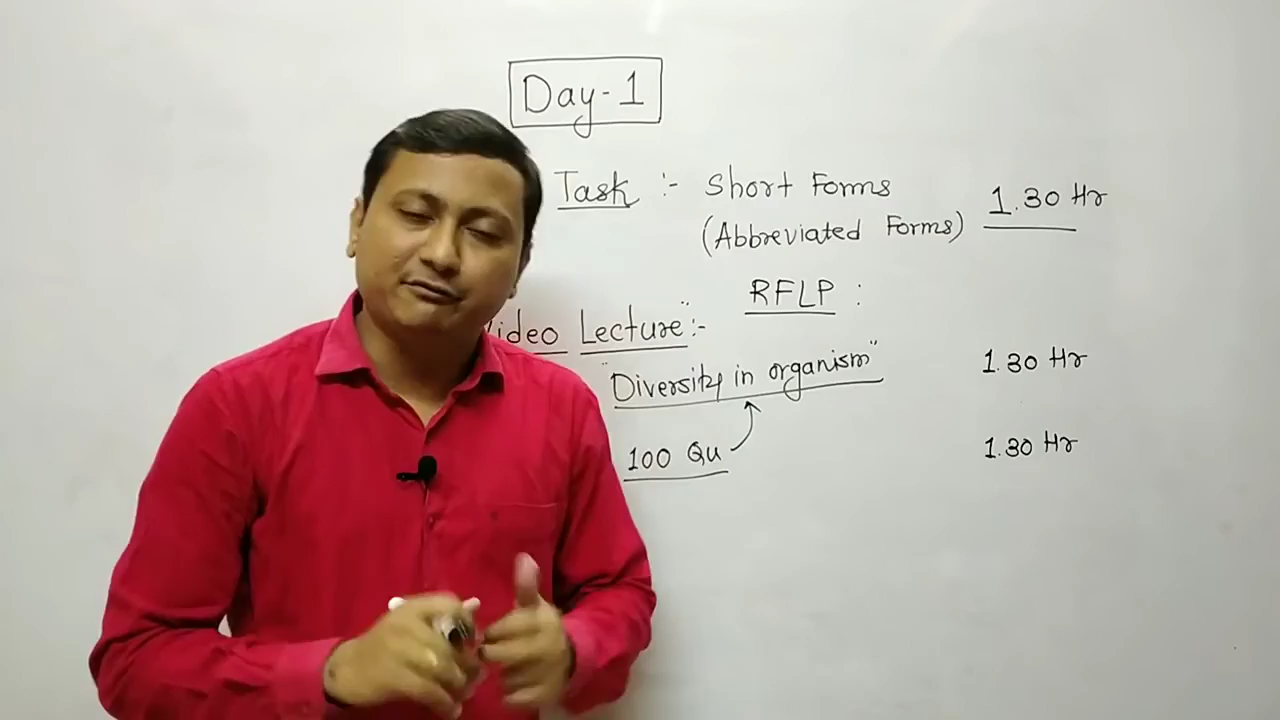 Day-1
Task :- Short Forms 1.30 Hr
(Abbreviated Forms)
RFLP :
ideo Lecture":-
"Diversity in organism" 1.30 Hr
100 Qu 1.30 Hr